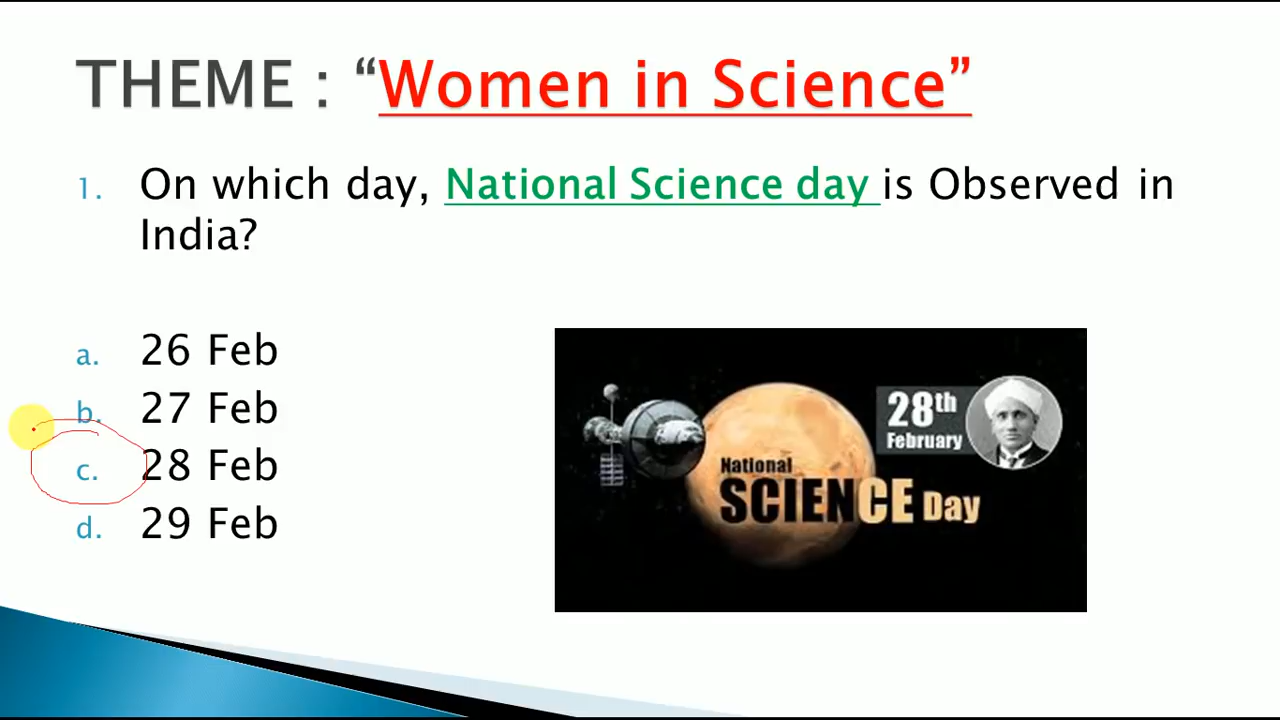 THEME : “Women in Science”
1. On which day, National Science day is Observed in
India?
a. 26 Feb
b. 27 Feb
c. 28 Feb
d. 29 Feb
28th
February
National
SCIENCE Day